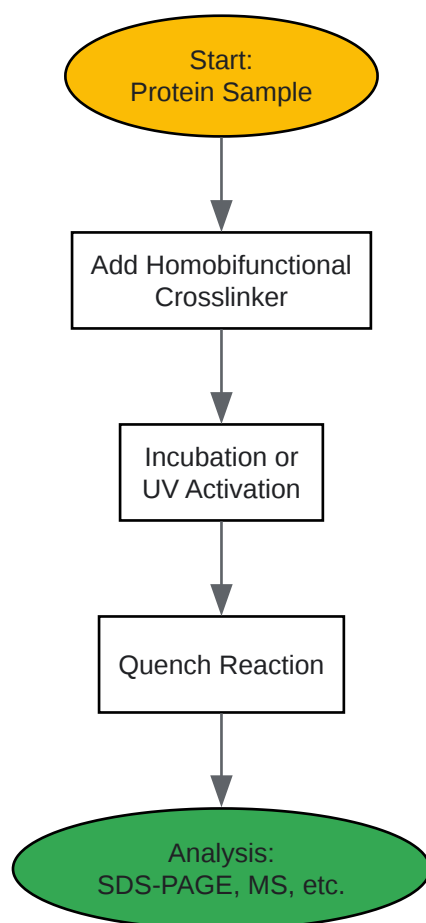 Start:
Protein Sample
Add Homobifunctional
Crosslinker
Incubation or
UV Activation
Quench Reaction
Analysis:
SDS-PAGE, MS, etc.